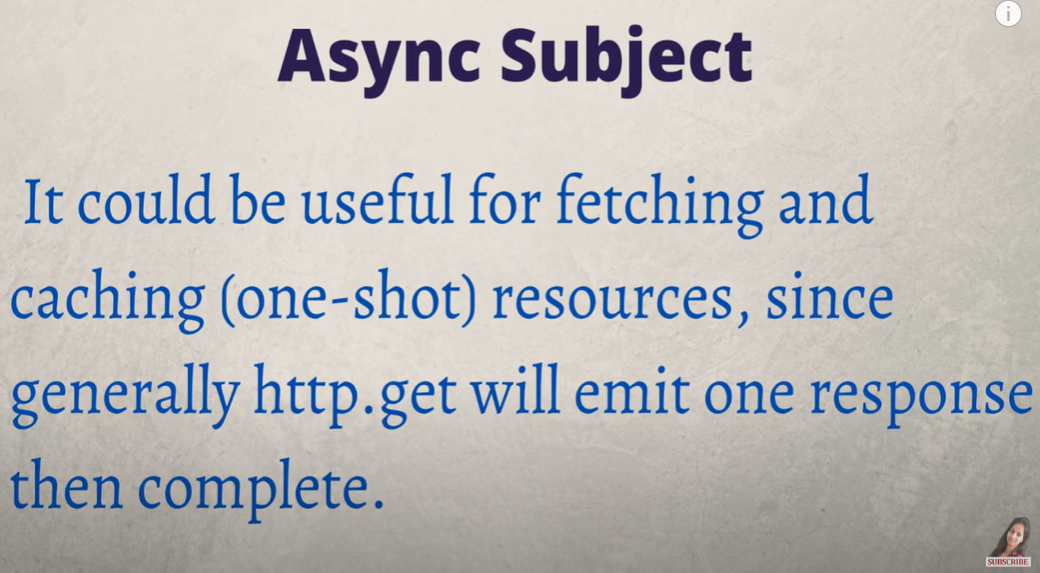 Async Subject
It could be useful for fetching and
caching (one-shot) resources, since
generally http.get will emit one response
then complete.
i
SUBSCRIBE